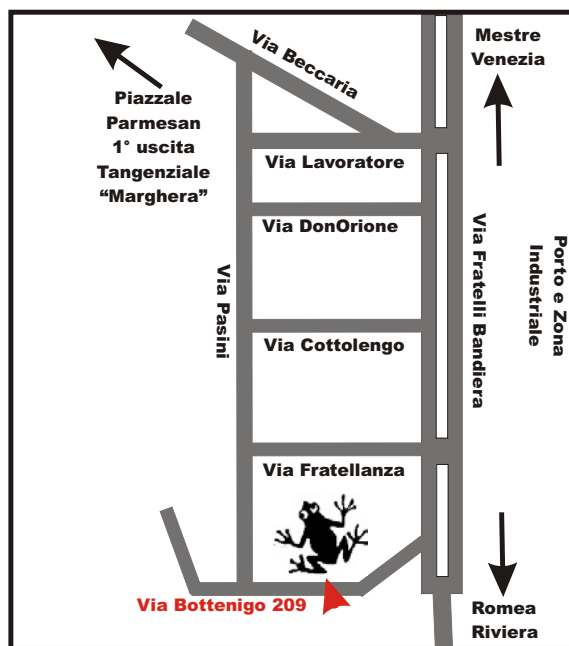 Mestre
Venezia
Via Beccaria
Piazzale
Parmesan
1° uscita
Tangenziale
“Marghera”
Via Lavoratore
Via DonOrione
Via Pasini
Via Fratelli Bandiera
Porto e Zona
Industriale
Via Cottolengo
Via Fratellanza
Via Bottenigo 209
Romea
Riviera